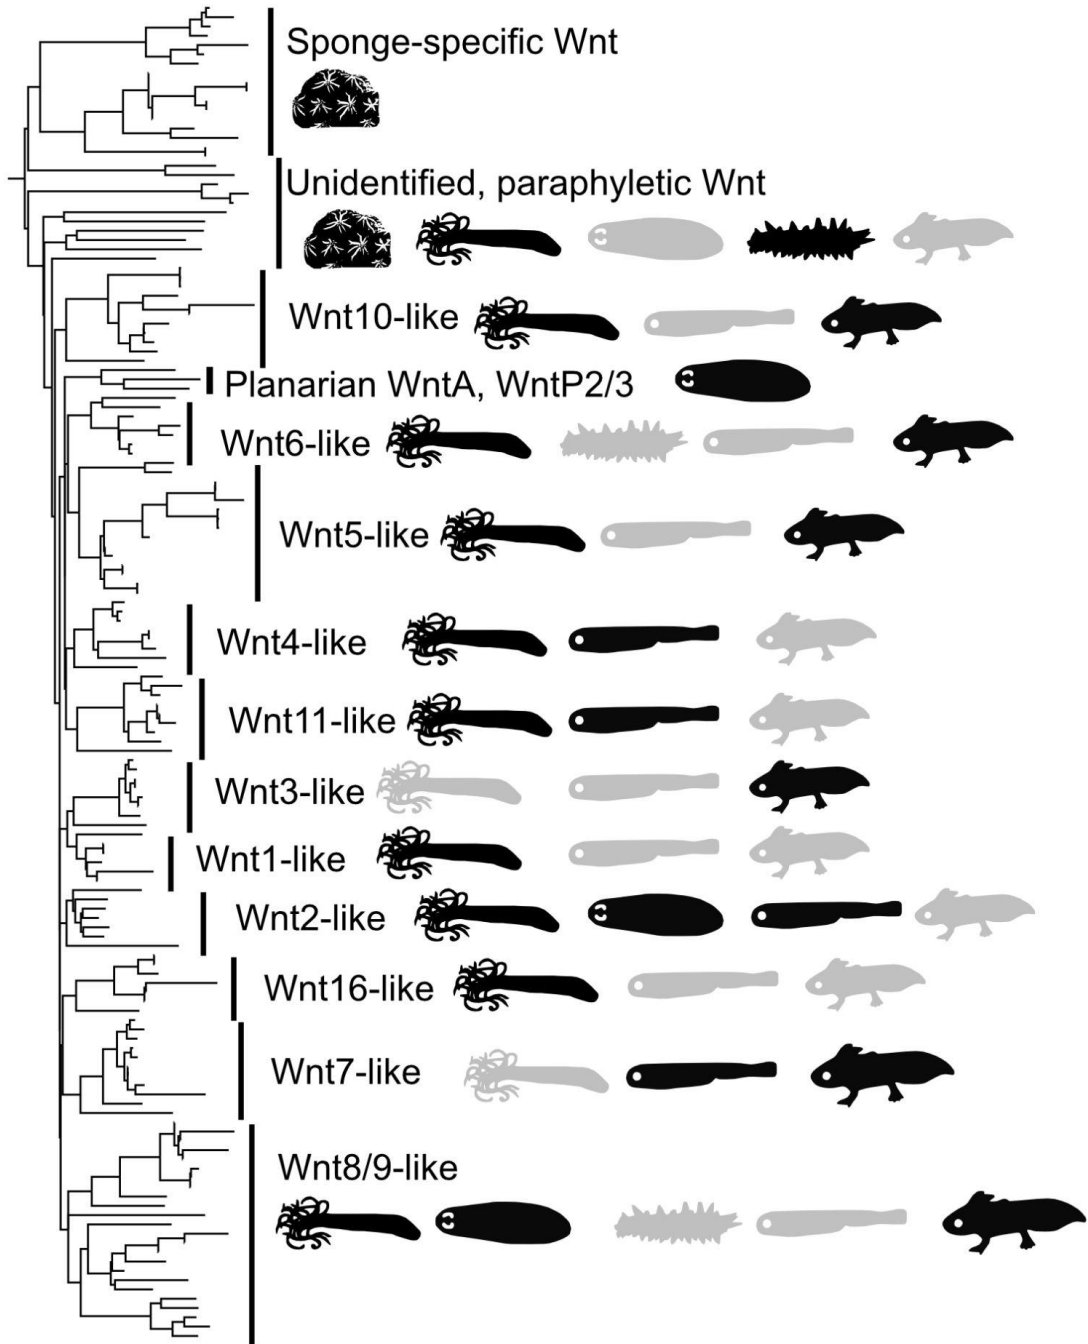 Sponge-specific Wnt
Unidentified, paraphyletic Wnt
Wnt10-like
Planarian WntA, WntP2/3
Wnt6-like
Wnt5-like
Wnt4-like
Wnt11-like
Wnt3-like
Wnt1-like
Wnt2-like
Wnt16-like
Wnt7-like
Wnt8/9-like